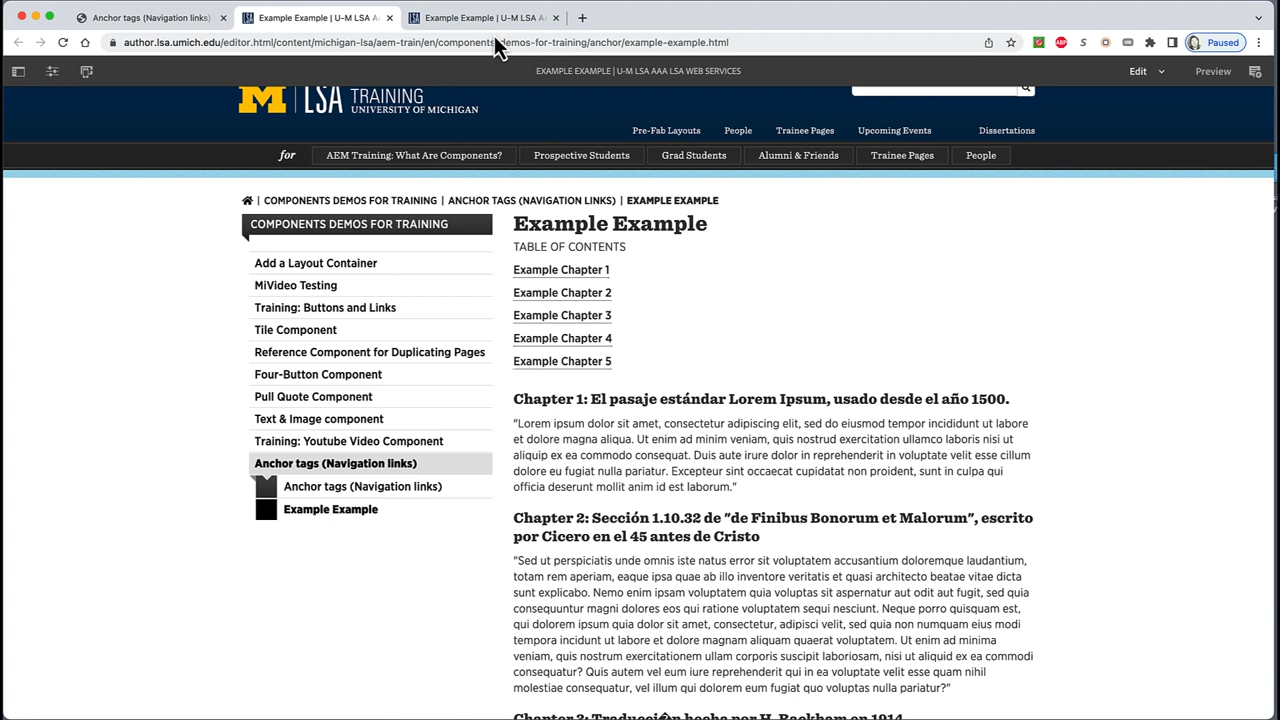 Anchor tags (Navigation links)
Example Example | U-M LSA A
Example Example | U-M LSA A
author.lsa.umich.edu/editor.html/content/michigan-lsa/aem-train/en/components-demos-for-training/anchor/example-example.html
ABP
Paused
EXAMPLE EXAMPLE | U-M LSA AAA LSA WEB SERVICES
Edit
Preview
M LSA TRAINING
UNIVERSITY OF MICHIGAN
Pre-Fab Layouts People Trainee Pages Upcoming Events Dissertations
for AEM Training: What Are Components? Prospective Students Grad Students Alumni & Friends Trainee Pages People
| COMPONENTS DEMOS FOR TRAINING | ANCHOR TAGS (NAVIGATION LINKS) | EXAMPLE EXAMPLE
COMPONENTS DEMOS FOR TRAINING
Add a Layout Container
MiVideo Testing
Training: Buttons and Links
Tile Component
Reference Component for Duplicating Pages
Four-Button Component
Pull Quote Component
Text & Image component
Training: Youtube Video Component
Anchor tags (Navigation links)
Anchor tags (Navigation links)
Example Example
Example Example
TABLE OF CONTENTS
Example Chapter 1
Example Chapter 2
Example Chapter 3
Example Chapter 4
Example Chapter 5
Chapter 1: El pasaje estándar Lorem Ipsum, usado desde el año 1500.
"Lorem ipsum dolor sit amet, consectetur adipiscing elit, sed do eiusmod tempor incididunt ut labore
et dolore magna aliqua. Ut enim ad minim veniam, quis nostrud exercitation ullamco laboris nisi ut
aliquip ex ea commodo consequat. Duis aute irure dolor in reprehenderit in voluptate velit esse cillum
dolore eu fugiat nulla pariatur. Excepteur sint occaecat cupidatat non proident, sunt in culpa qui
officia deserunt mollit anim id est laborum."
Chapter 2: Sección 1.10.32 de "de Finibus Bonorum et Malorum", escrito
por Cicero en el 45 antes de Cristo
"Sed ut perspiciatis unde omnis iste natus error sit voluptatem accusantium doloremque laudantium,
totam rem aperiam, eaque ipsa quae ab illo inventore veritatis et quasi architecto beatae vitae dicta
sunt explicabo. Nemo enim ipsam voluptatem quia voluptas sit aspernatur aut odit aut fugit, sed quia
consequuntur magni dolores eos qui ratione voluptatem sequi nesciunt. Neque porro quisquam est,
qui dolorem ipsum quia dolor sit amet, consectetur, adipisci velit, sed quia non numquam eius modi
tempora incidunt ut labore et dolore magnam aliquam quaerat voluptatem. Ut enim ad minima
veniam, quis nostrum exercitationem ullam corporis suscipit laboriosam, nisi ut aliquid ex ea commodi
consequatur? Quis autem vel eum iure reprehenderit qui in ea voluptate velit esse quam nihil
molestiae consequatur, vel illum qui dolorem eum fugiat quo voluptas nulla pariatur?"
Chapter 3: Traducci�n hecha por H. Rackham en 1914